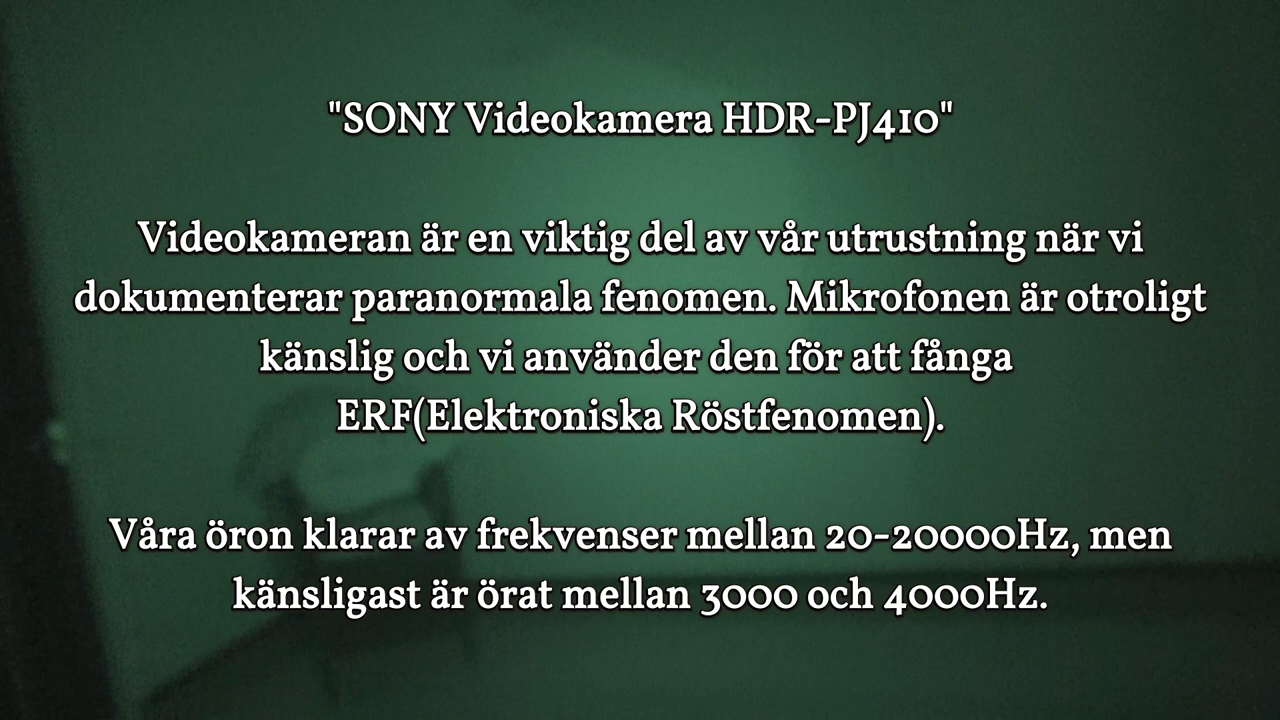 "SONY Videokamera HDR-PJ410"
Videokameran är en viktig del av vår utrustning när vi
dokumenterar paranormala fenomen. Mikrofonen är otroligt
känslig och vi använder den för att fånga
ERF(Elektroniska Röstfenomen).
Våra öron klarar av frekvenser mellan 20-20000Hz, men
känsligast är örat mellan 3000 och 4000Hz.